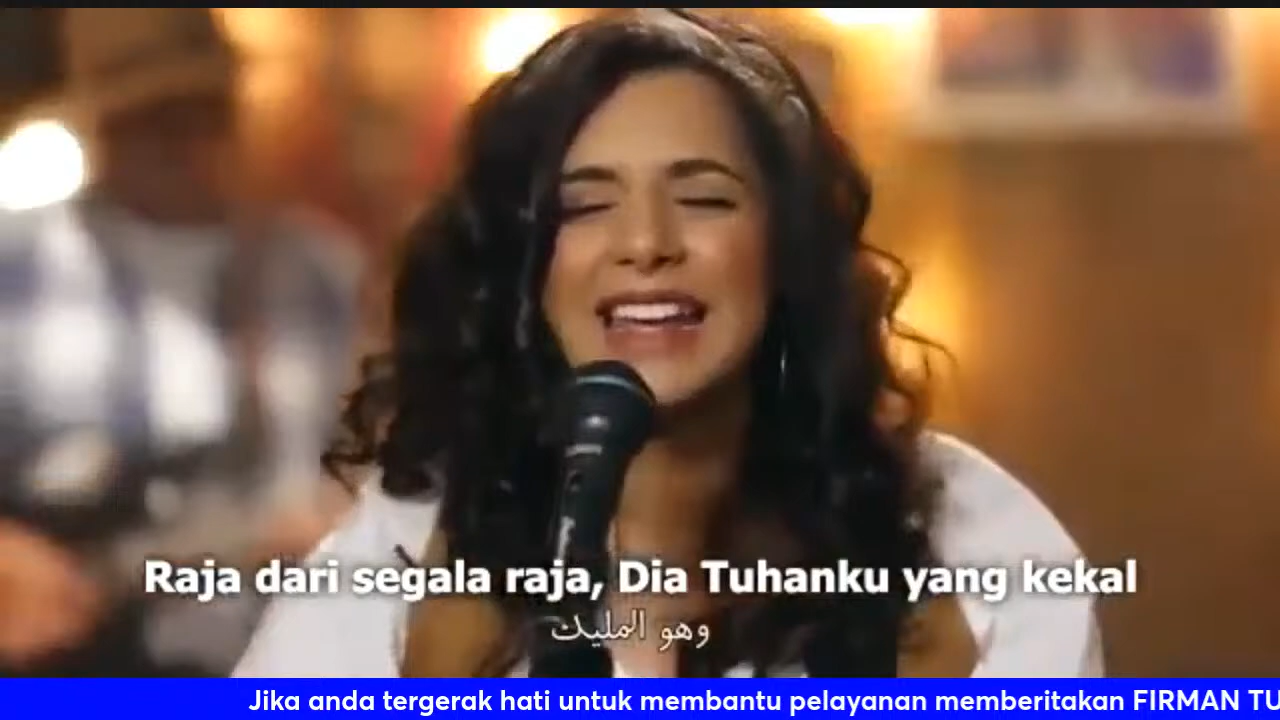 Raja dari segala raja, Dia Tuhanku yang kekal
وهو المليك
Jika anda tergerak hati untuk membantu pelayanan memberitakan FIRMAN TU